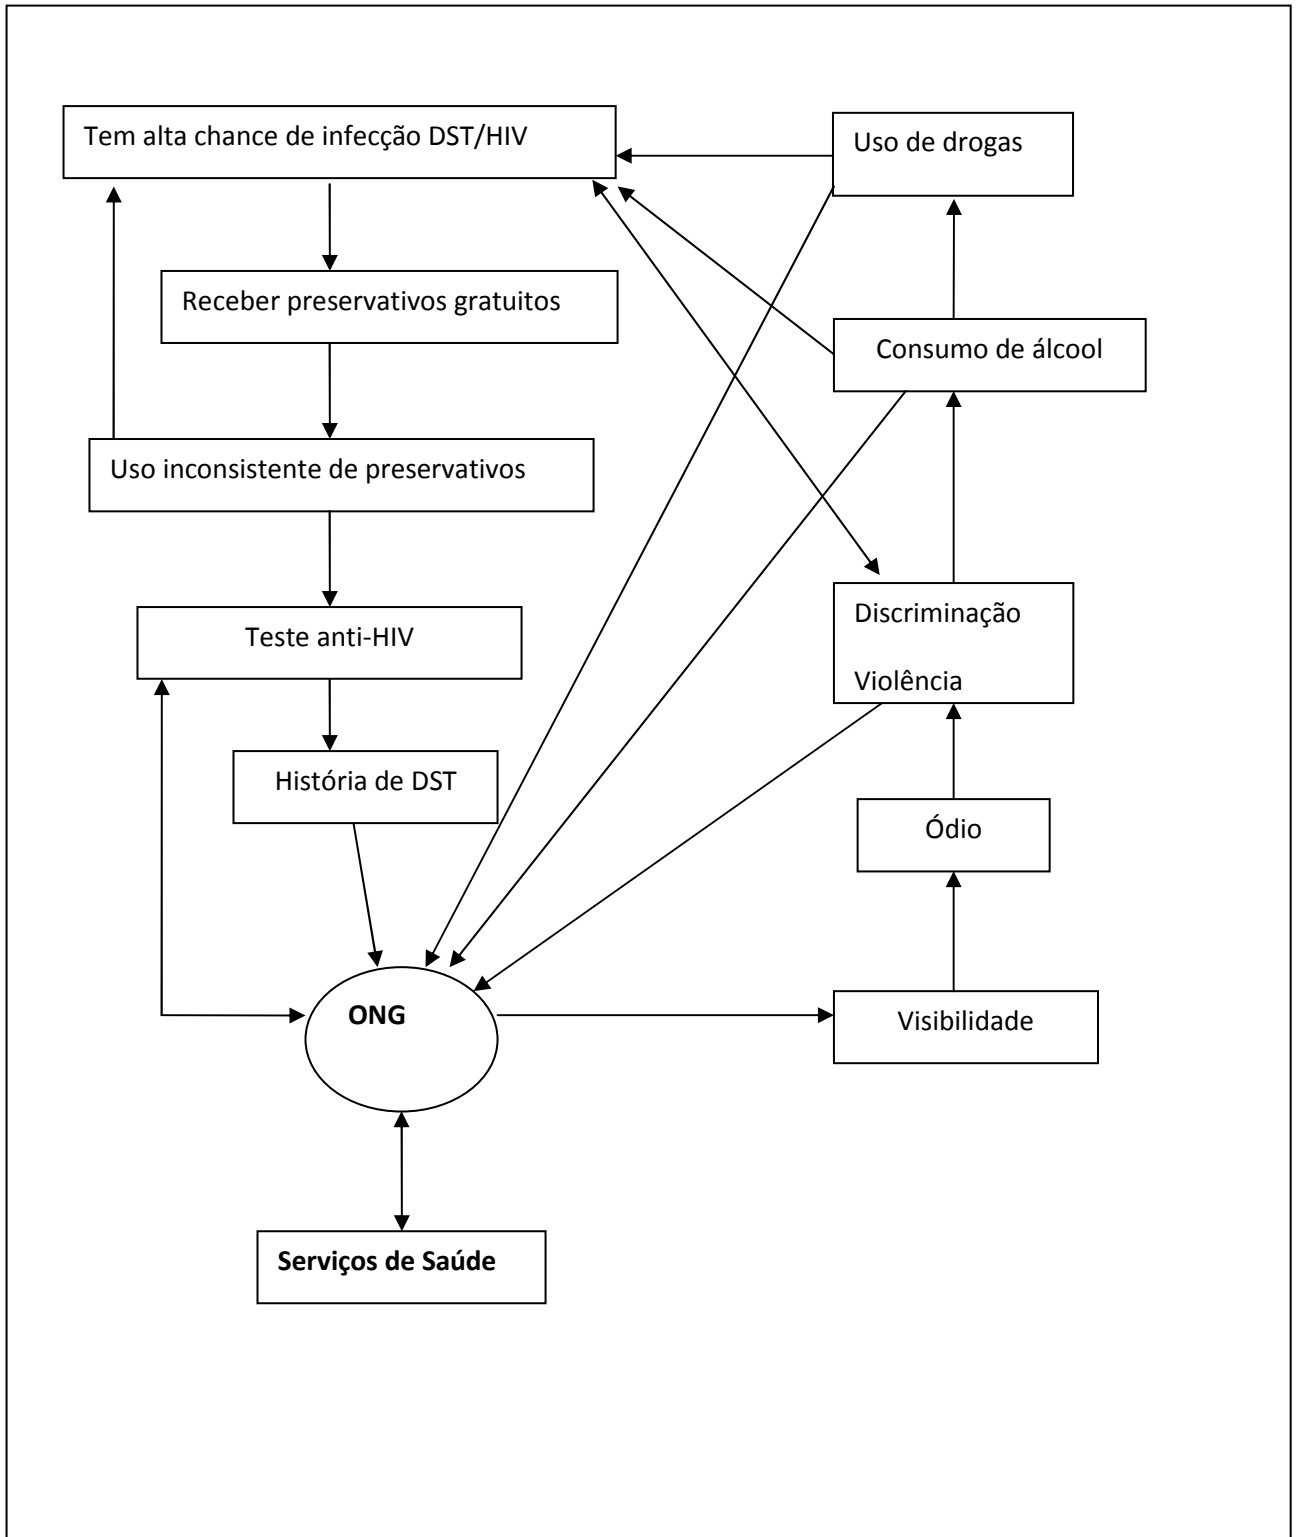 Tem alta chance de infecção DST/HIV
Uso de drogas
Receber preservativos gratuitos
Consumo de álcool
Uso inconsistente de preservativos
Teste anti-HIV
Discriminação
Violência
História de DST
Ódio
ONG
Visibilidade
Serviços de Saúde